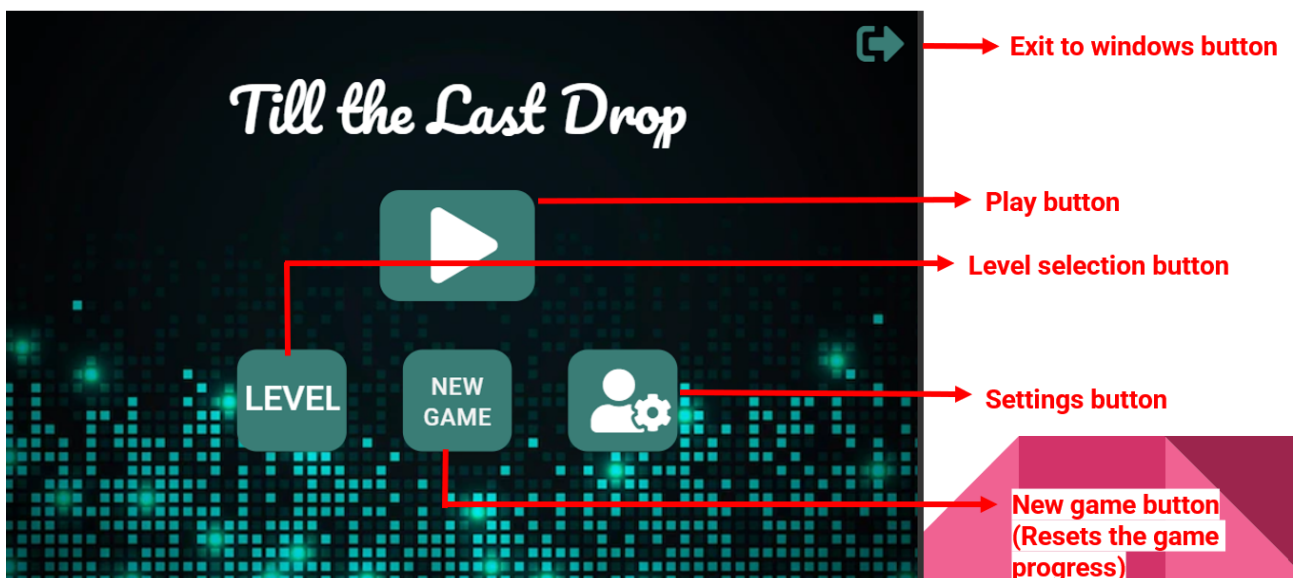 Exit to windows button
Till the Last Drop
Play button
Level selection button
LEVEL
NEW
GAME
Settings button
New game button
(Resets the game
progress)